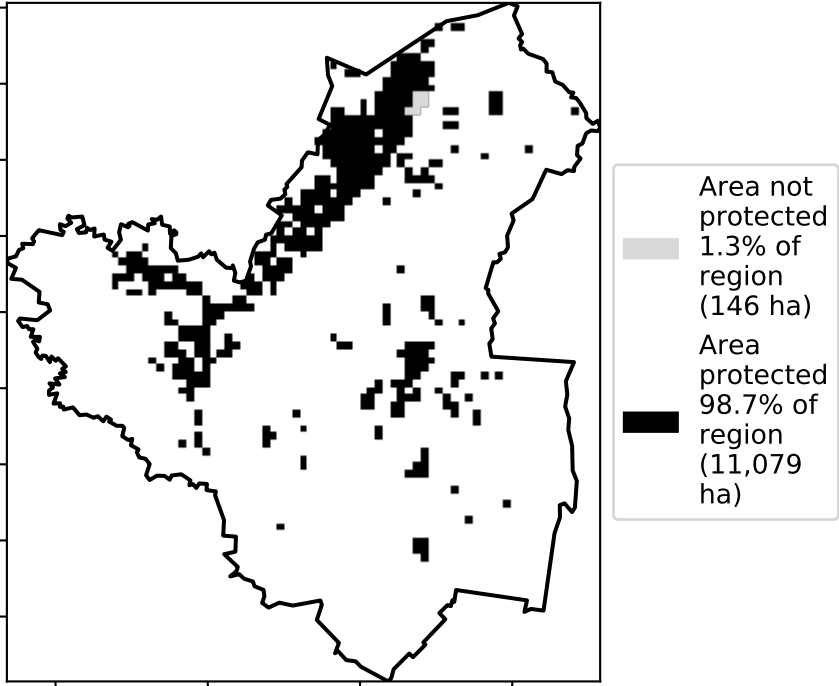 Area not
protected
1.3% of
region
(146 ha)
Area
protected
98.7% of
region
(11,079
ha)